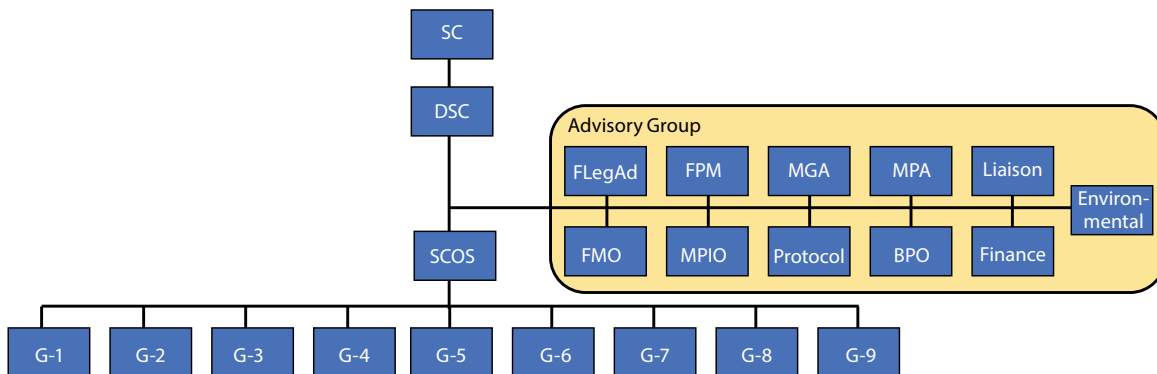 SC
DSC
Advisory Group
FLegAd
FPM
MGA
MPA
Liaison
Environ-
mental
FMO
MPIO
Protocol
BPO
Finance
SCOS
G-1
G-2
G-3
G-4
G-5
G-6
G-7
G-8
G-9